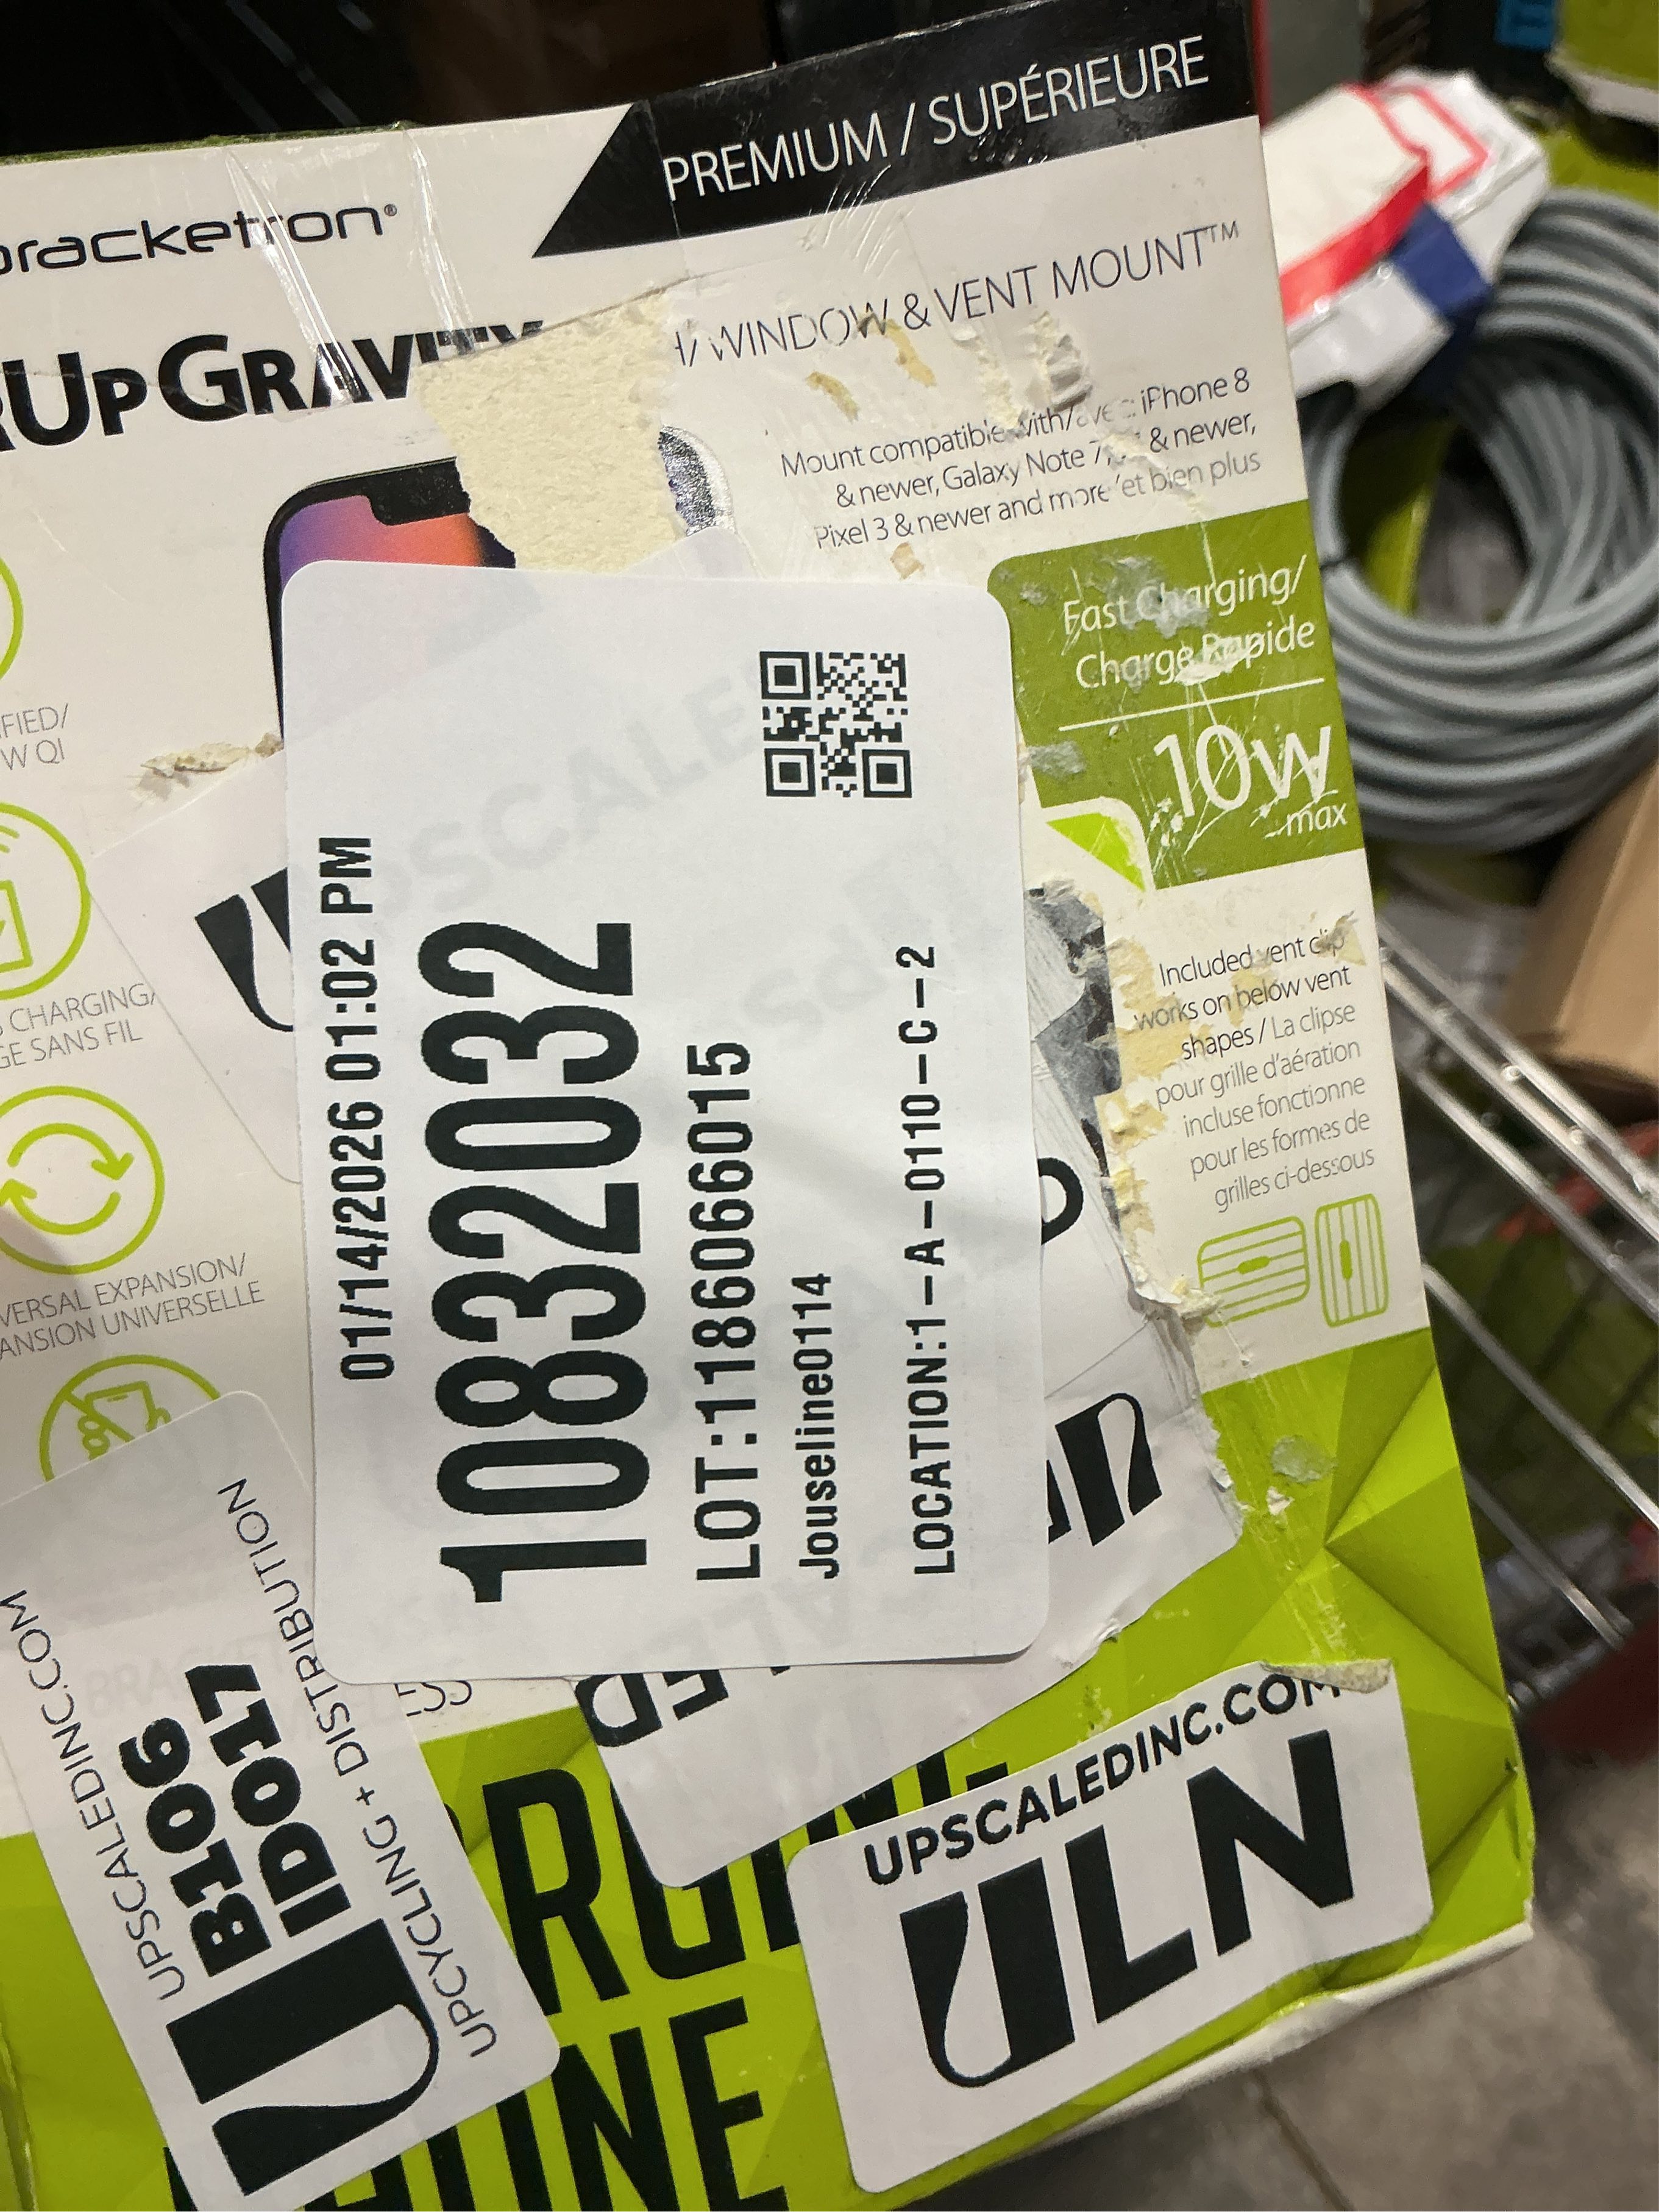 PREMIUM / SUPÉRIEURE
bracketron®
UP GRAVITY
WINDOW & VENT MOUNT™
Mount compatible with/avec iPhone 8
& newer, Galaxy Note 7, & newer,
Pixel 3 & newer and more et bien plus
Fast Charging/
Charge Rapide
10w
max
FIED/
W QI
CHARGING/
GE SANS FIL
VERSAL EXPANSION/
ANSION UNIVERSELLE
Included vent clip
works on below vent
shapes / La clipse
pour grille d'aération
incluse fonctionne
pour les formes de
grilles ci-dessous
01/14/2026 01:02 PM
10832032
LOT:1186066015
Jouseline0114
LOCATION:1-A-0110-C-2
UPSCALEDINC.COM
B106
ID017
UPCYCLING + DISTRIBUTION
UPSCALEDINC.COM
ULN